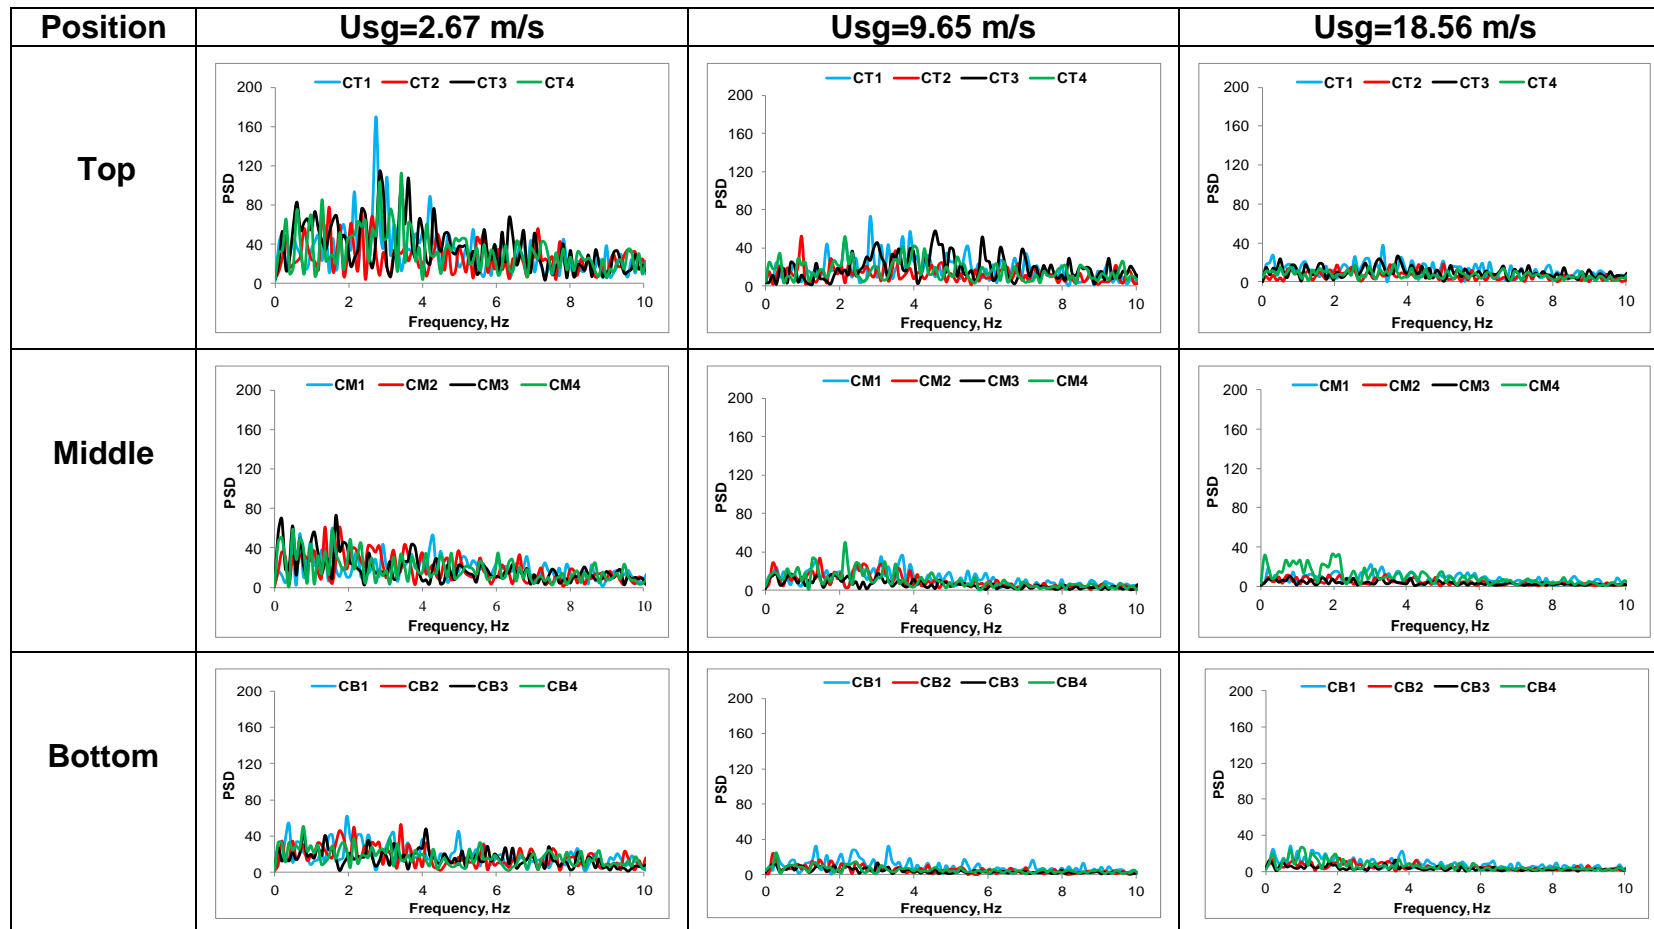 Position Usg=2.67 m/s Usg=9.65 m/s Usg=18.56 m/s
Top
CT1 CT2 CT3 CT4
200
160
120
80
40
0
PSD
0 2 4 6 8 10
Frequency, Hz
CT1 CT2 CT3 CT4
200
160
120
80
40
0
PSD
0 2 4 6 8 10
Frequency, Hz
CT1 CT2 CT3 CT4
200
160
120
80
40
0
PSD
0 2 4 6 8 10
Frequency, Hz
Middle
CM1 CM2 CM3 CM4
200
160
120
80
40
0
PSD
0 2 4 6 8 10
Frequency, Hz
CM1 CM2 CM3 CM4
200
160
120
80
40
0
PSD
0 2 4 6 8 10
Frequency, Hz
CM1 CM2 CM3 CM4
200
160
120
80
40
0
PSD
0 2 4 6 8 10
Frequency, Hz
Bottom
CB1 CB2 CB3 CB4
200
160
120
80
40
0
PSD
0 2 4 6 8 10
Frequency, Hz
CB1 CB2 CB3 CB4
200
160
120
80
40
0
PSD
0 2 4 6 8 10
Frequency, Hz
CB1 CB2 CB3 CB4
200
160
120
80
40
0
PSD
0 2 4 6 8 10
Frequency, Hz